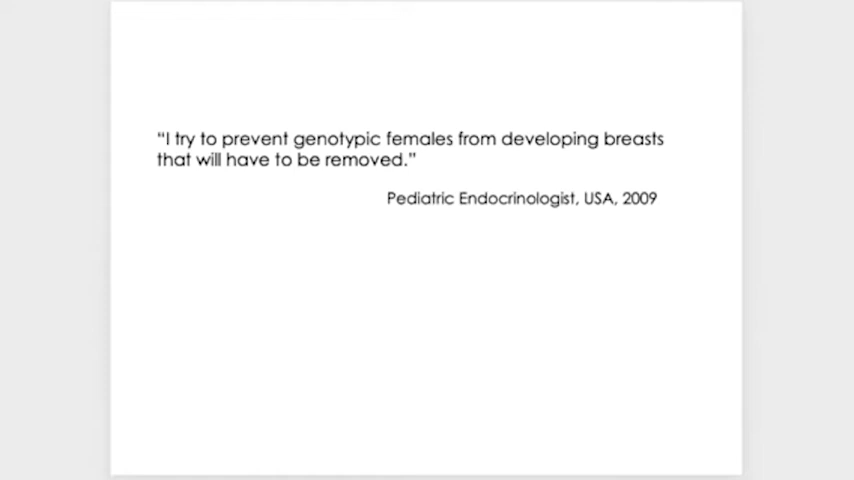 “I try to prevent genotypic females from developing breasts
that will have to be removed.”
Pediatric Endocrinologist, USA, 2009